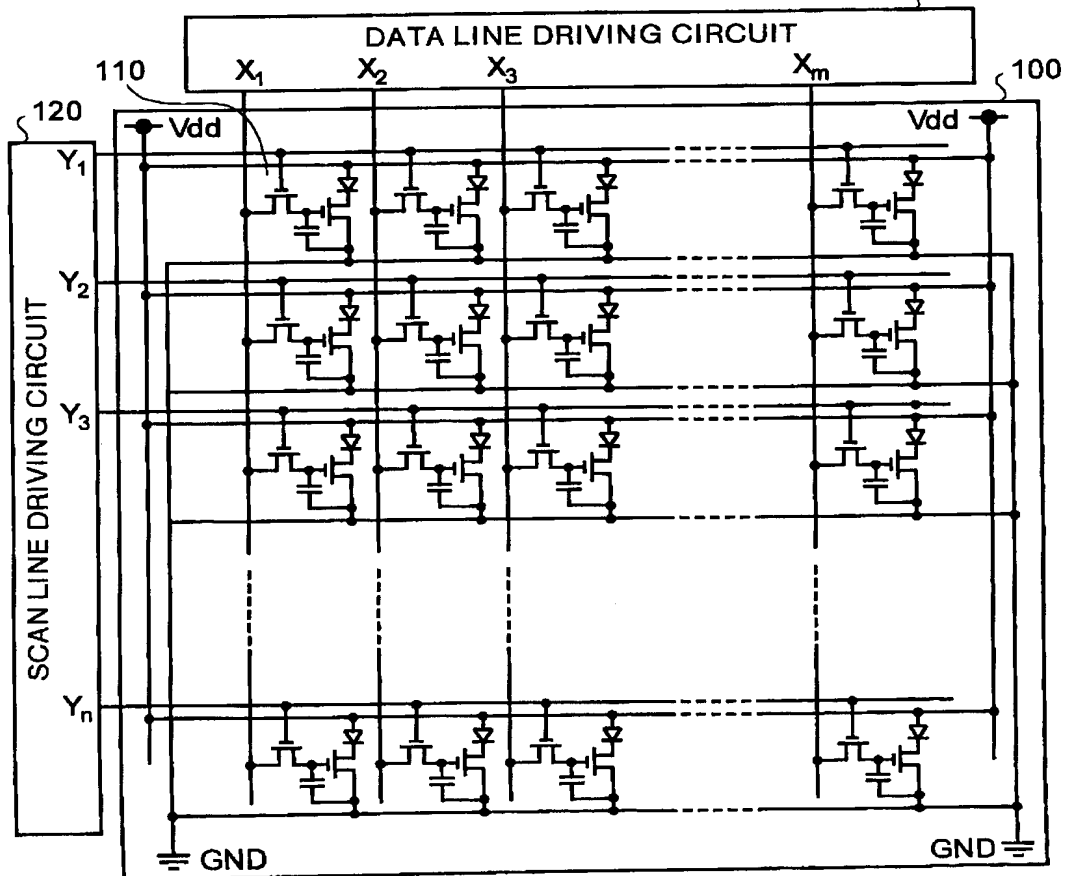 DATA LINE DRIVING CIRCUIT
X₁ X₂ X₃ Xₘ
110
100
120
Vdd
Vdd
Y₁
Y₂
Y₃
Yₙ
SCAN LINE DRIVING CIRCUIT
GND
GND